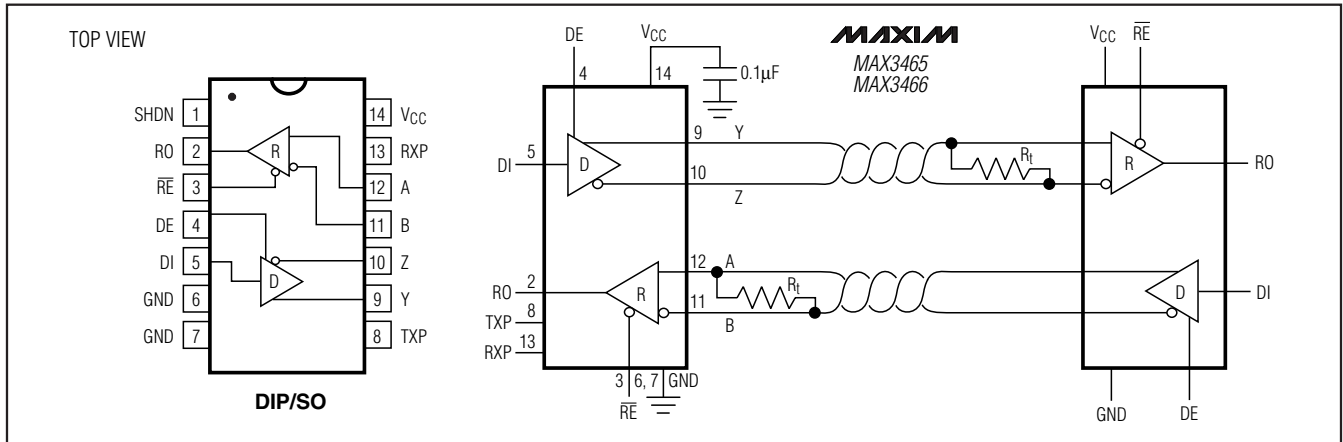 TOP VIEW
SHDN 1
RO 2
RE 3
DE 4
DI 5
GND 6
GND 7
14 VCC
13 RXP
12 A
11 B
10 Z
9 Y
8 TXP
R
D
DIP/SO
MAXIM
MAX3465
MAX3466
DE
4
VCC
14
0.1µF
DI 5
D
9 Y
10
Z
Rt
12 A
11
B
Rt
RO 2
TXP 8
RXP 13
R
3
RE
6, 7 GND
VCC
RE
R
RO
D
DI
GND
DE